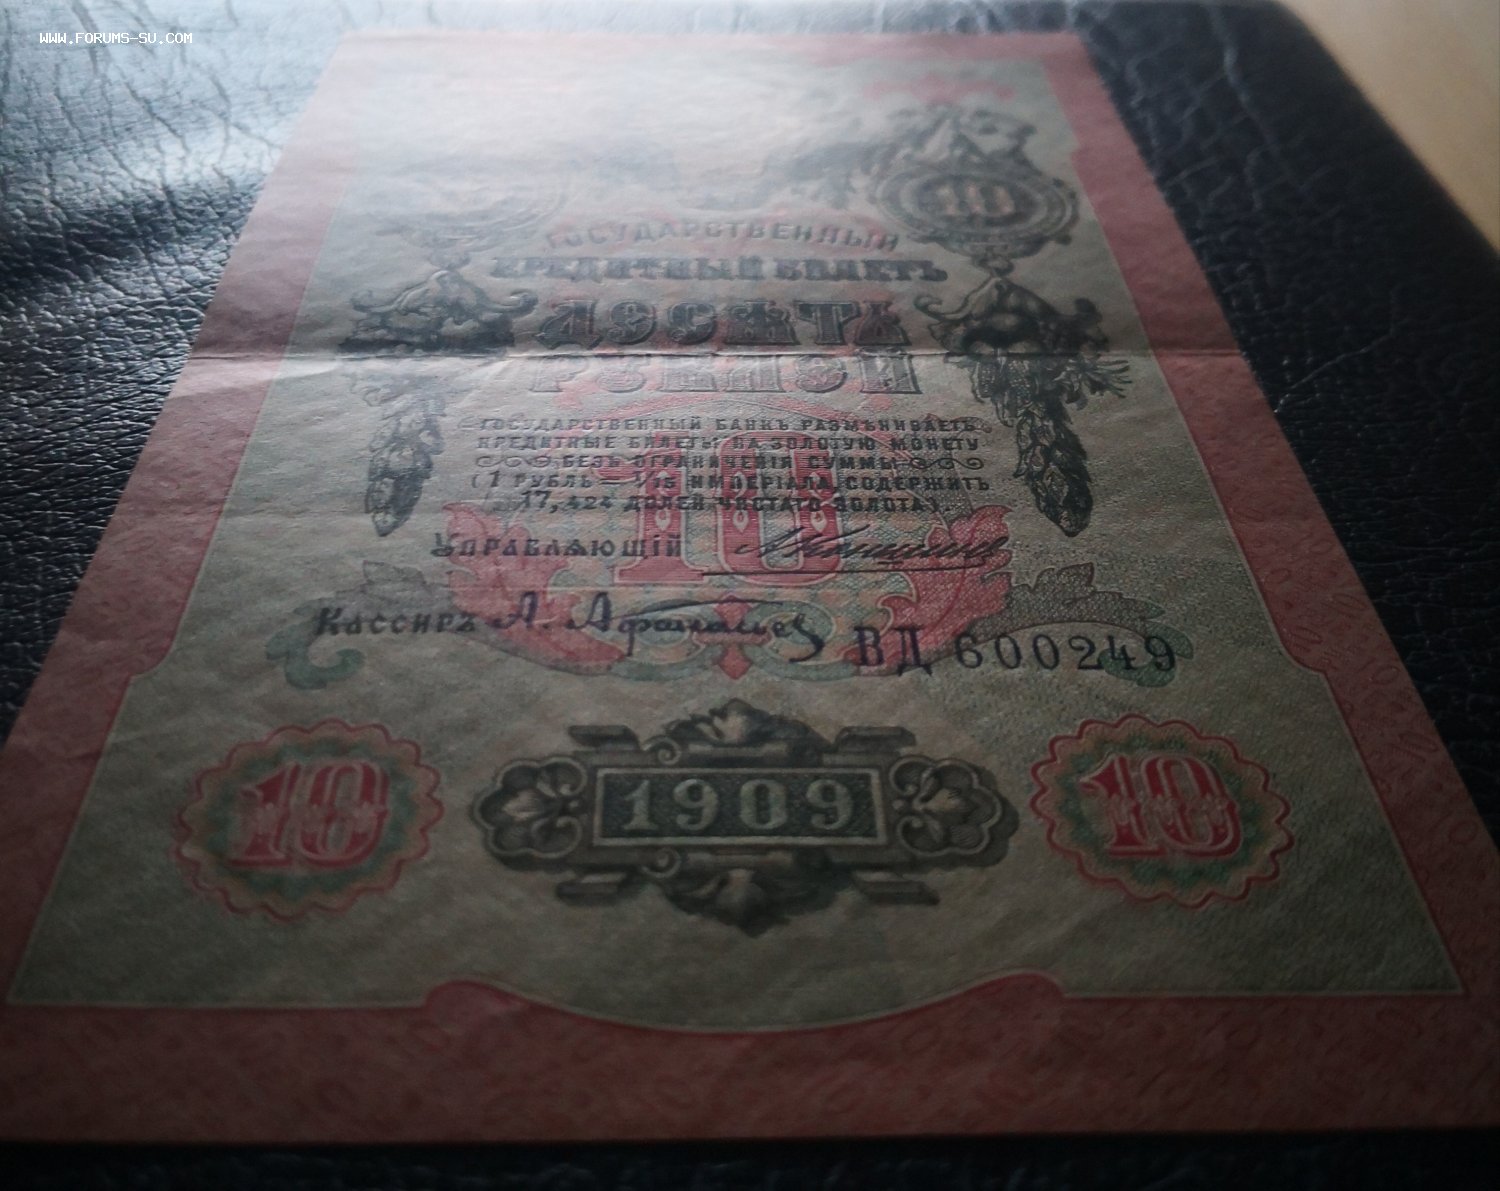 WWW.FORUMS-SU.COM
10
ГОСУДАРСТВЕННЫЙ
КРЕДИТНЫЙ БИЛЕТЪ
ДЕСЯТЬ
РУБЛЕЙ
ГОСУДАРСТВЕННЫЙ БАНКЪ РАЗМѢНИВАЕТЪ
КРЕДИТНЫЕ БИЛЕТЫ НА ЗОЛОТУЮ МОНЕТУ
БЕЗЪ ОГРАНИЧЕНІЯ СУММЫ
(1 РУБЛЬ = 1/15 ИМПЕРІАЛА, СОДЕРЖИТЪ
17,424 ДОЛЕЙ ЧИСТАГО ЗОЛОТА).
10
УПРАВЛЯЮЩІЙ
КАССИРЪ А. Афанасьев
ВД 600249
10 1909 10